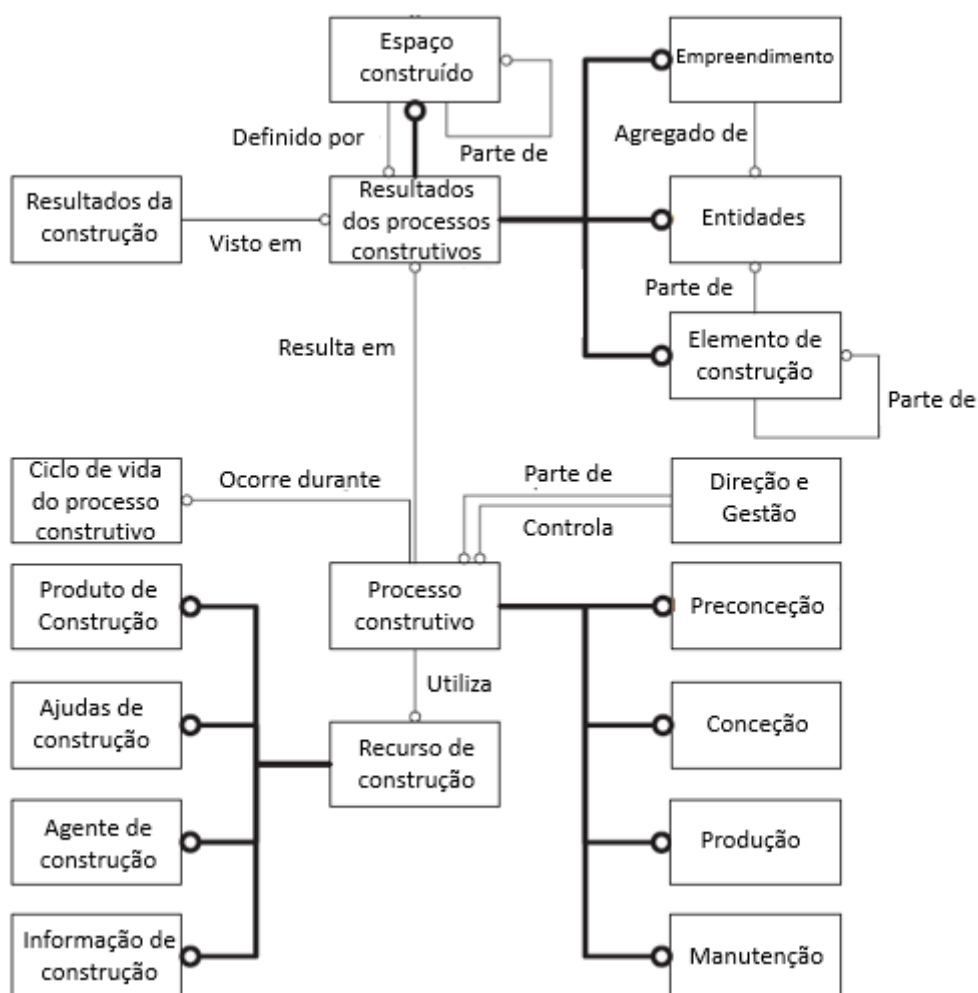 Espaço
construído
Empreendimento
Definido por
Parte de
Agregado de
Resultados da
construção
Visto em
Resultados
dos processos
construtivos
Entidades
Parte de
Resulta em
Elemento de
construção
Parte de
Ciclo de vida
do processo
construtivo
Ocorre durante
Parte de
Controla
Direção e
Gestão
Produto de
Construção
Processo
construtivo
Preconceção
Utiliza
Ajudas de
construção
Recurso de
construção
Conceção
Agente de
construção
Produção
Informação de
construção
Manutenção